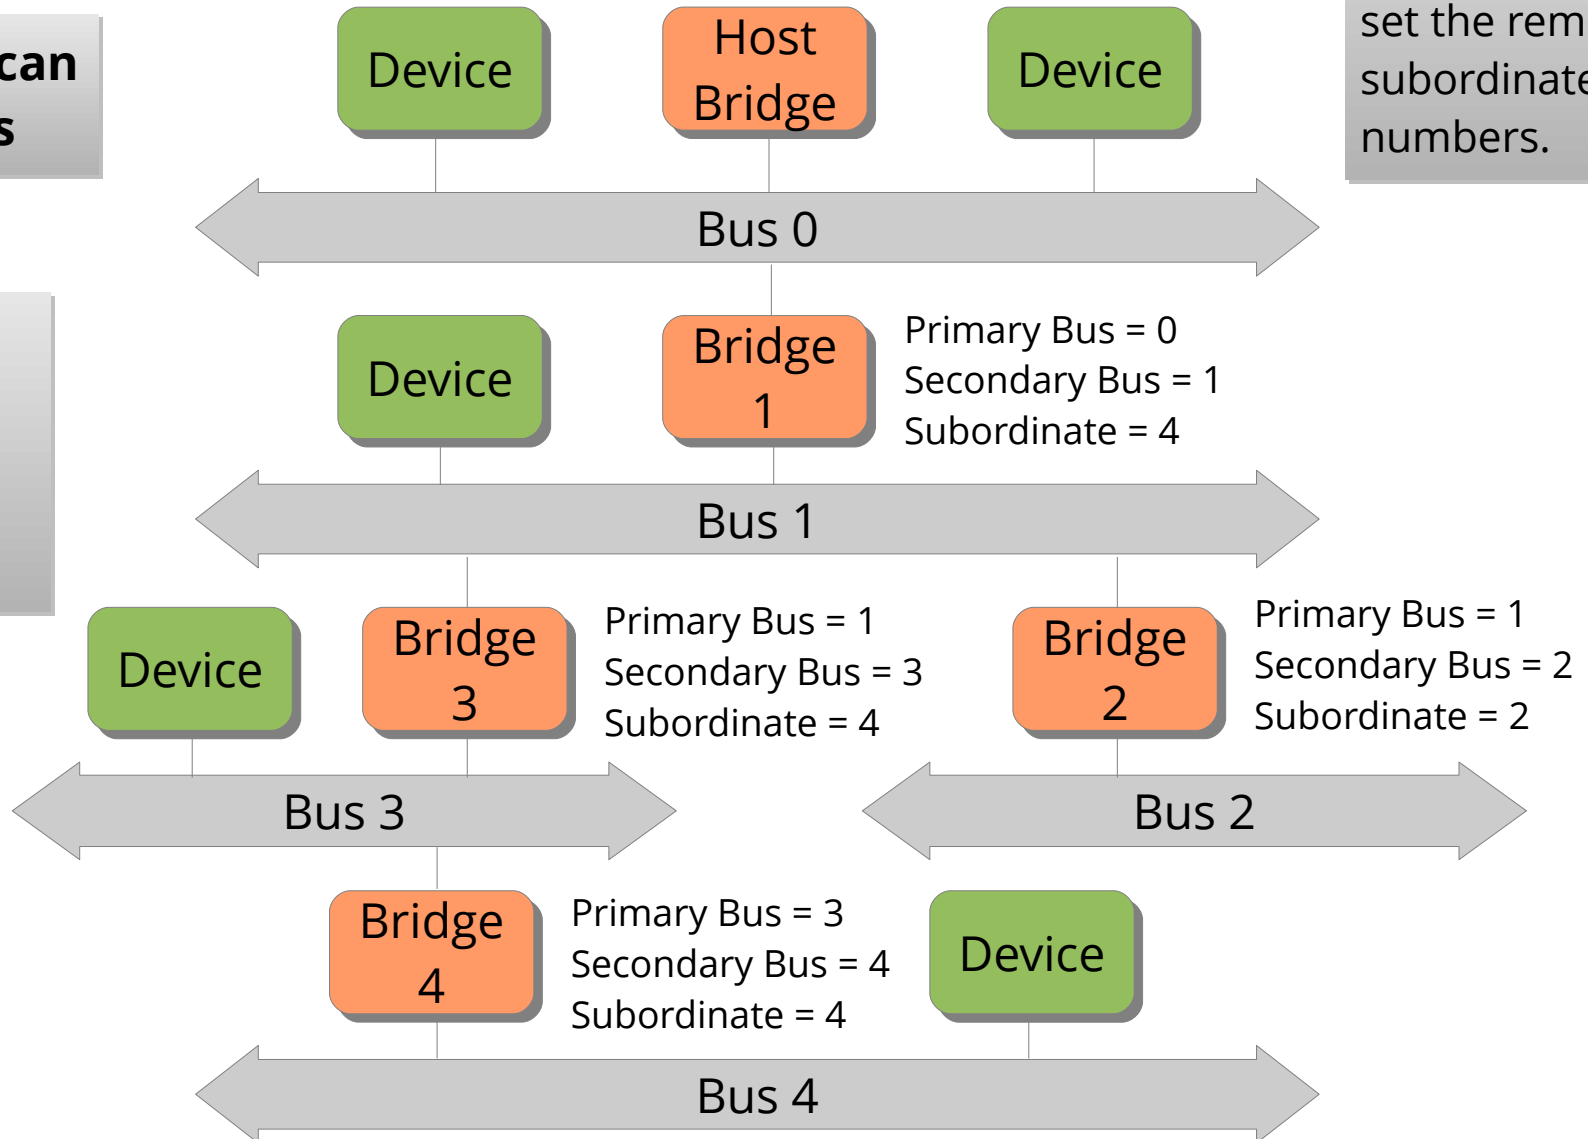 can
s
set the rem
subordinate
numbers.
Device
Host
Bridge
Device
Bus 0
Device
Bridge
1
Primary Bus = 0
Secondary Bus = 1
Subordinate = 4
Bus 1
Device
Bridge
3
Primary Bus = 1
Secondary Bus = 3
Subordinate = 4
Bridge
2
Primary Bus = 1
Secondary Bus = 2
Subordinate = 2
Bus 3
Bus 2
Bridge
4
Primary Bus = 3
Secondary Bus = 4
Subordinate = 4
Device
Bus 4